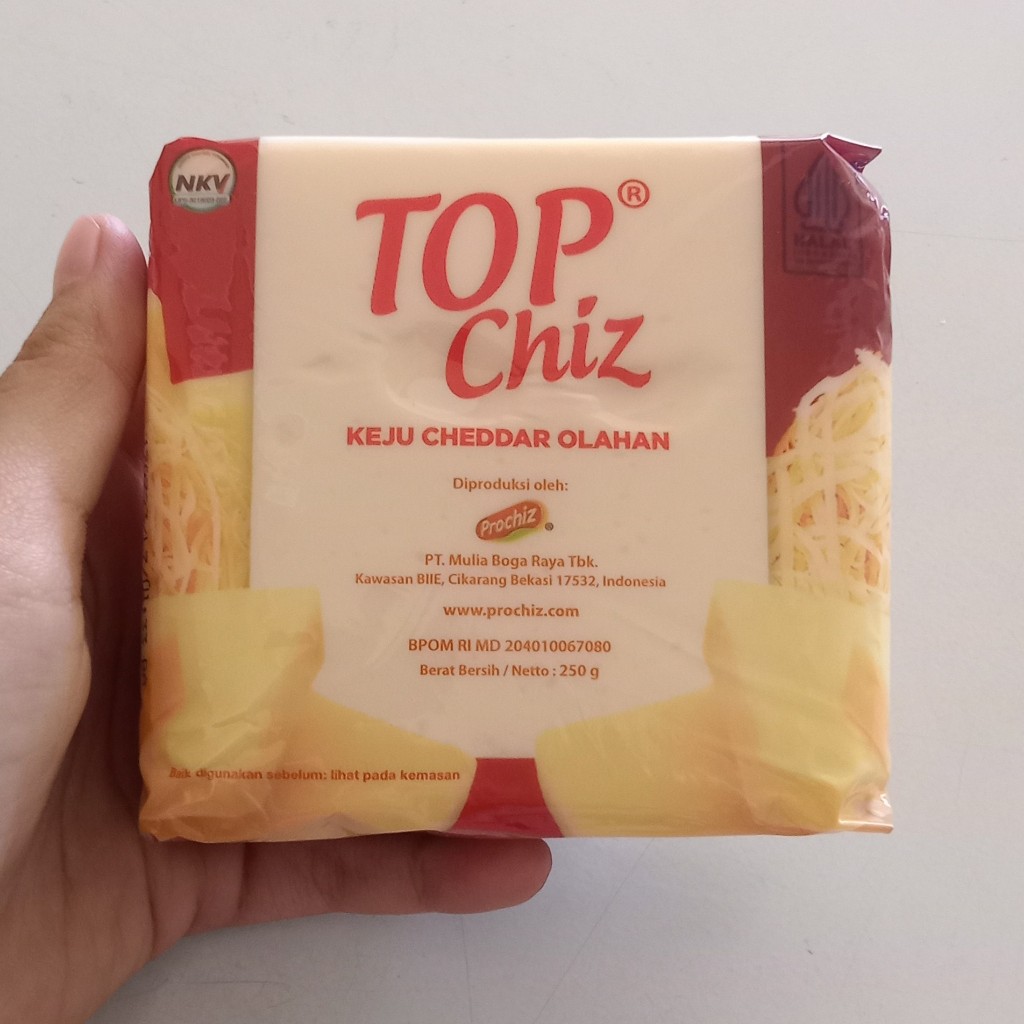 NKV
TOP®
Chiz
HALAL
KEJU CHEDDAR OLAHAN
Diproduksi oleh:
Prochiz®
PT. Mulia Boga Raya Tbk.
Kawasan BIIE, Cikarang Bekasi 17532, Indonesia
www.prochiz.com
BPOM RI MD 204010067080
Berat Bersih / Netto : 250 g
Baik digunakan sebelum: lihat pada kemasan